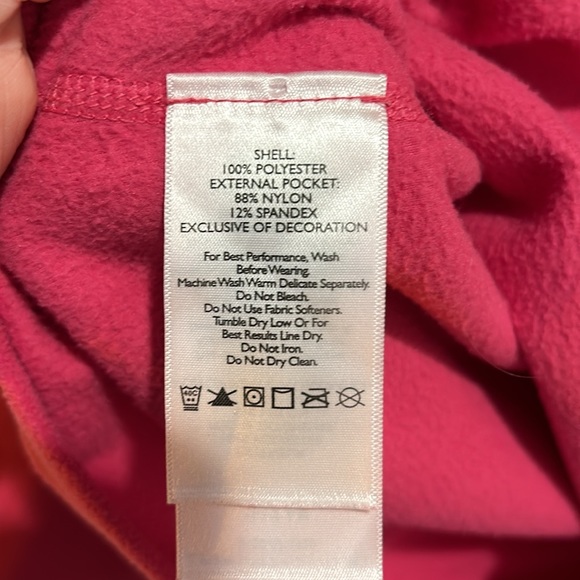 SHELL:
100% POLYESTER
EXTERNAL POCKET:
88% NYLON
12% SPANDEX
EXCLUSIVE OF DECORATION
For Best Performance, Wash
Before Wearing.
Machine Wash Warm Delicate Separately.
Do Not Bleach.
Do Not Use Fabric Softeners.
Tumble Dry Low Or For
Best Results Line Dry.
Do Not Iron.
Do Not Dry Clean.
40C